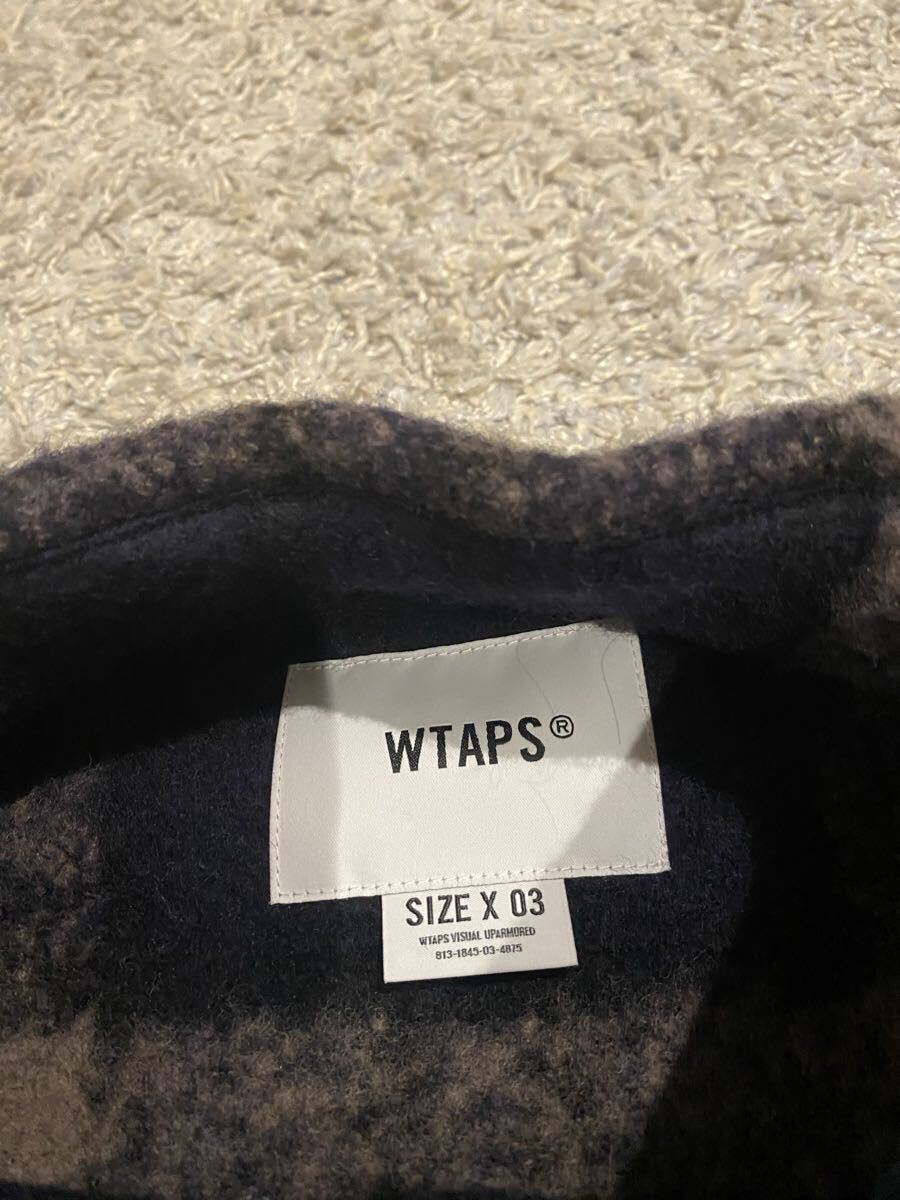 WTAPS®
SIZE X 03
WTAPS VISUAL UPARMORED
813-1845-03-4875